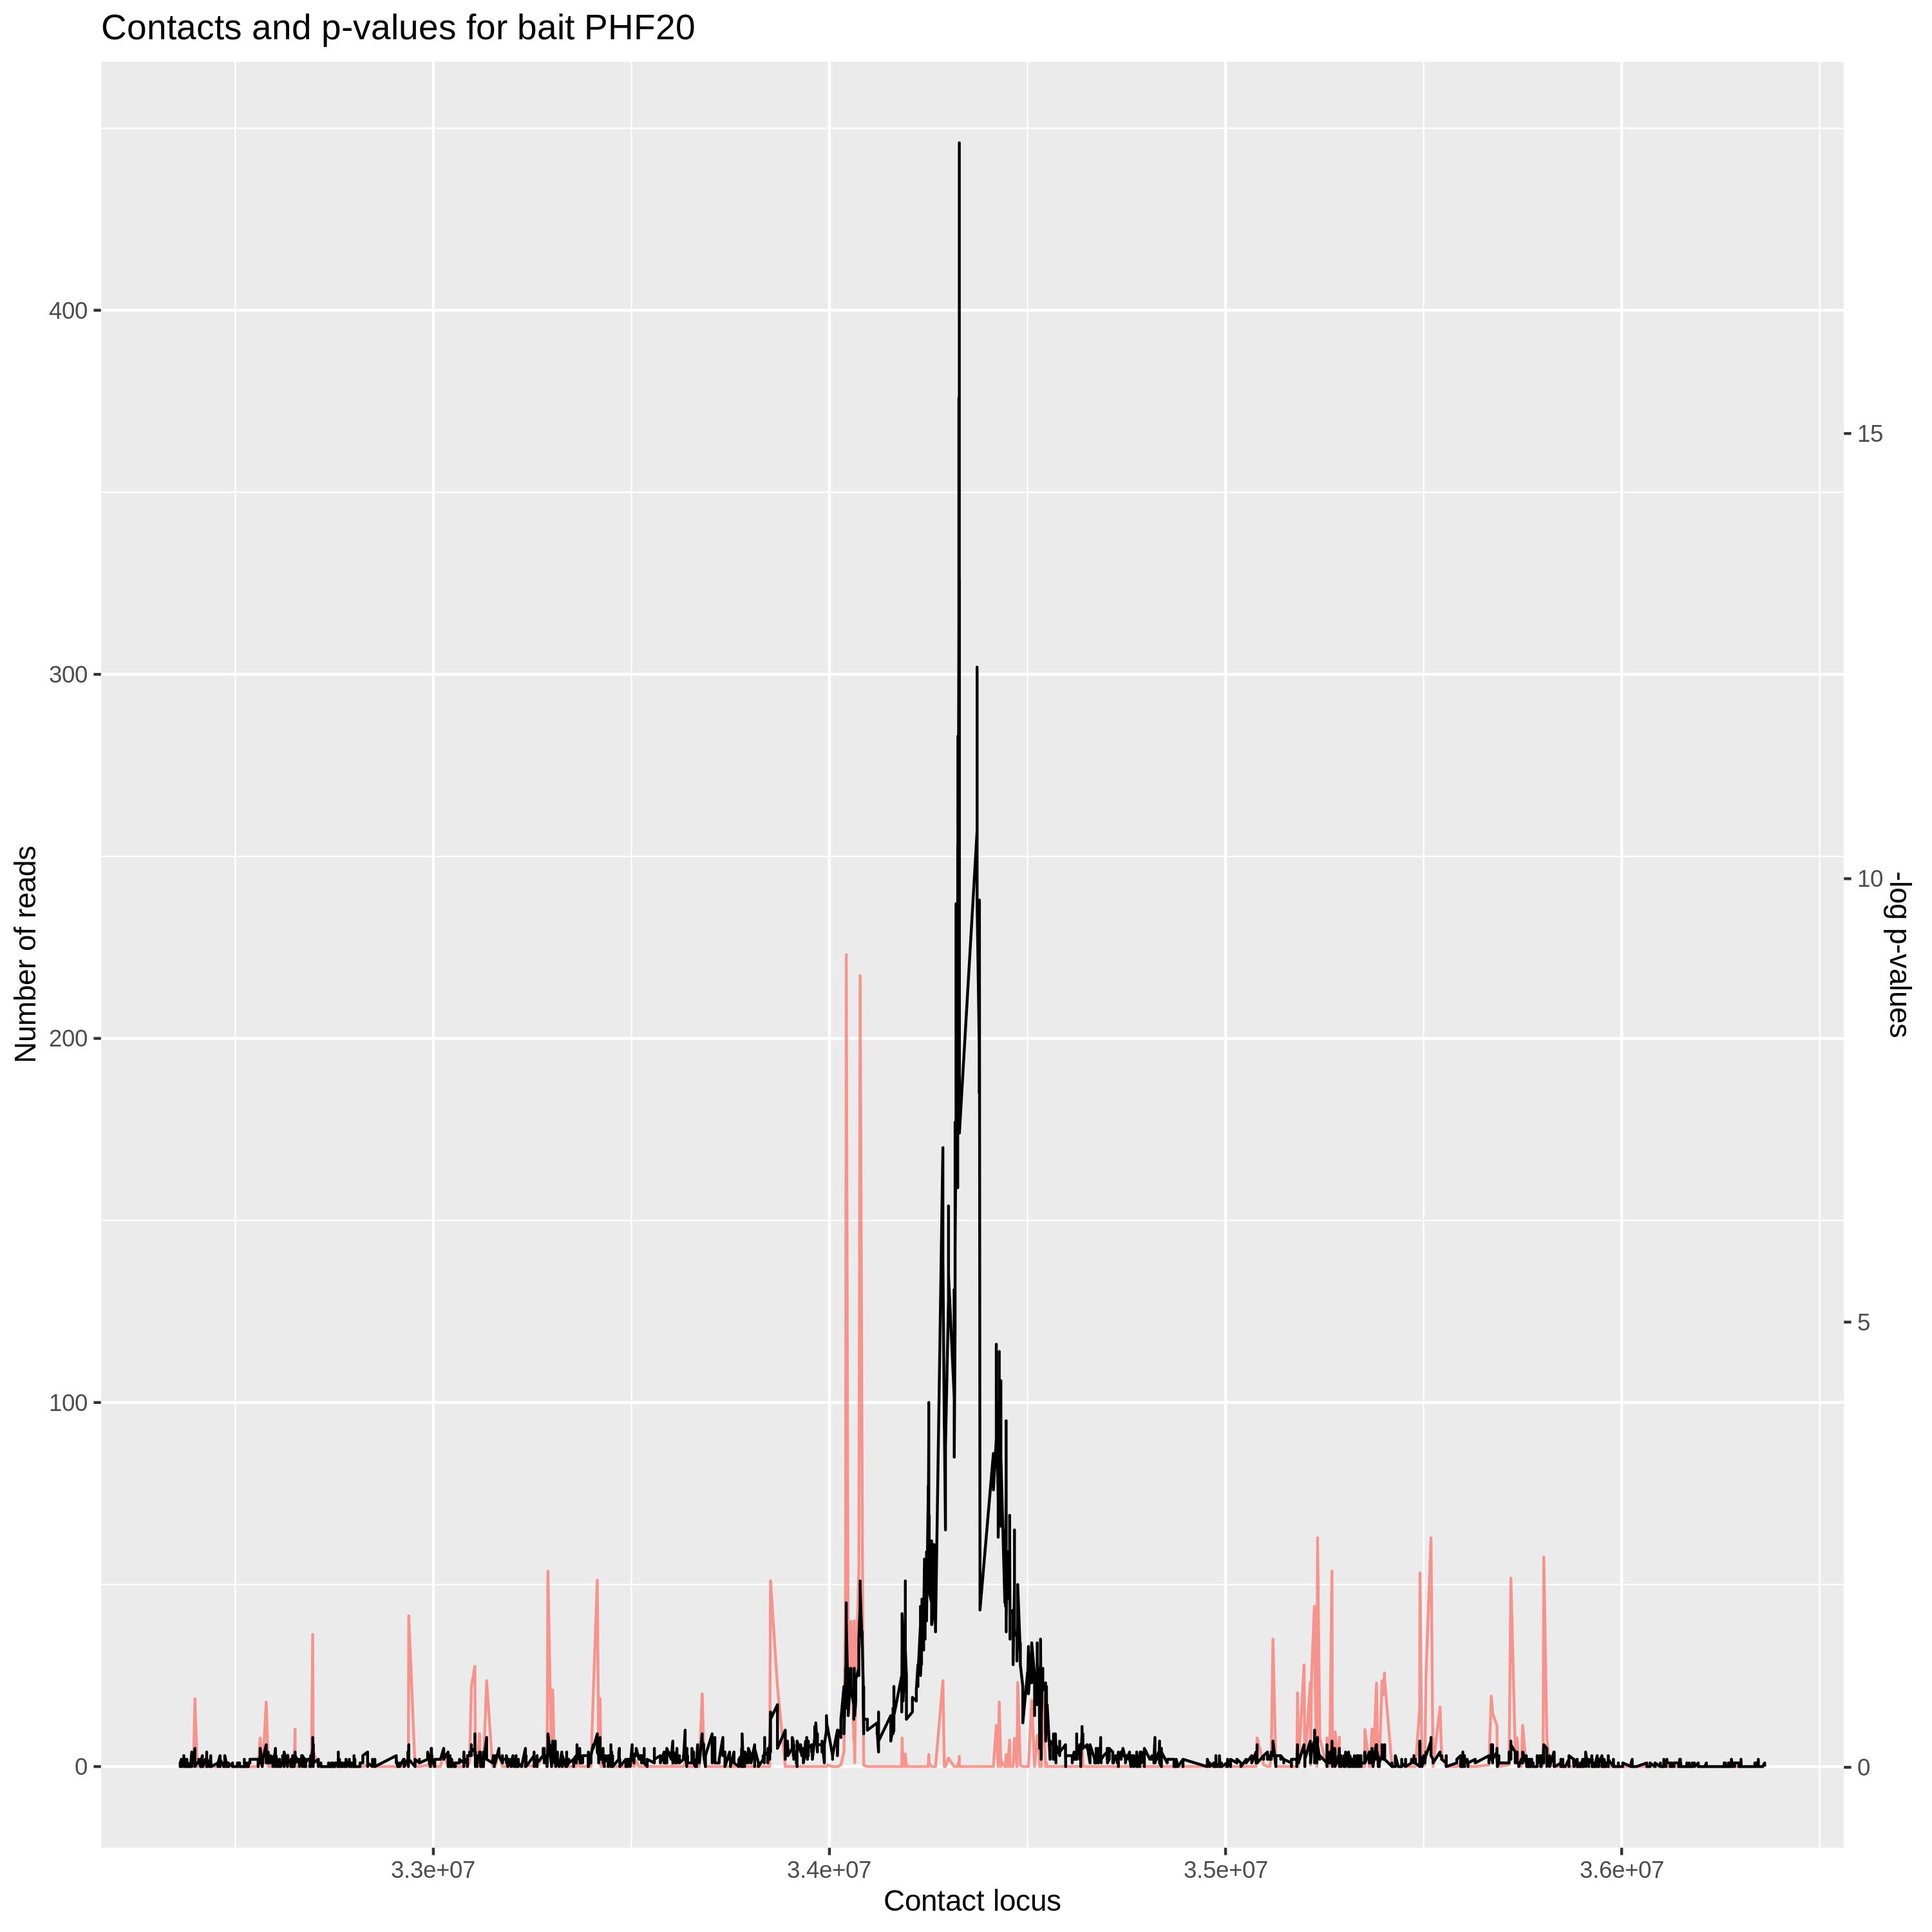 Contacts and p-values for bait PHF20
Number of reads
400
300
200
100
0
15
10
5
0
-log p-values
3.3e+07
3.4e+07
3.5e+07
3.6e+07
Contact locus